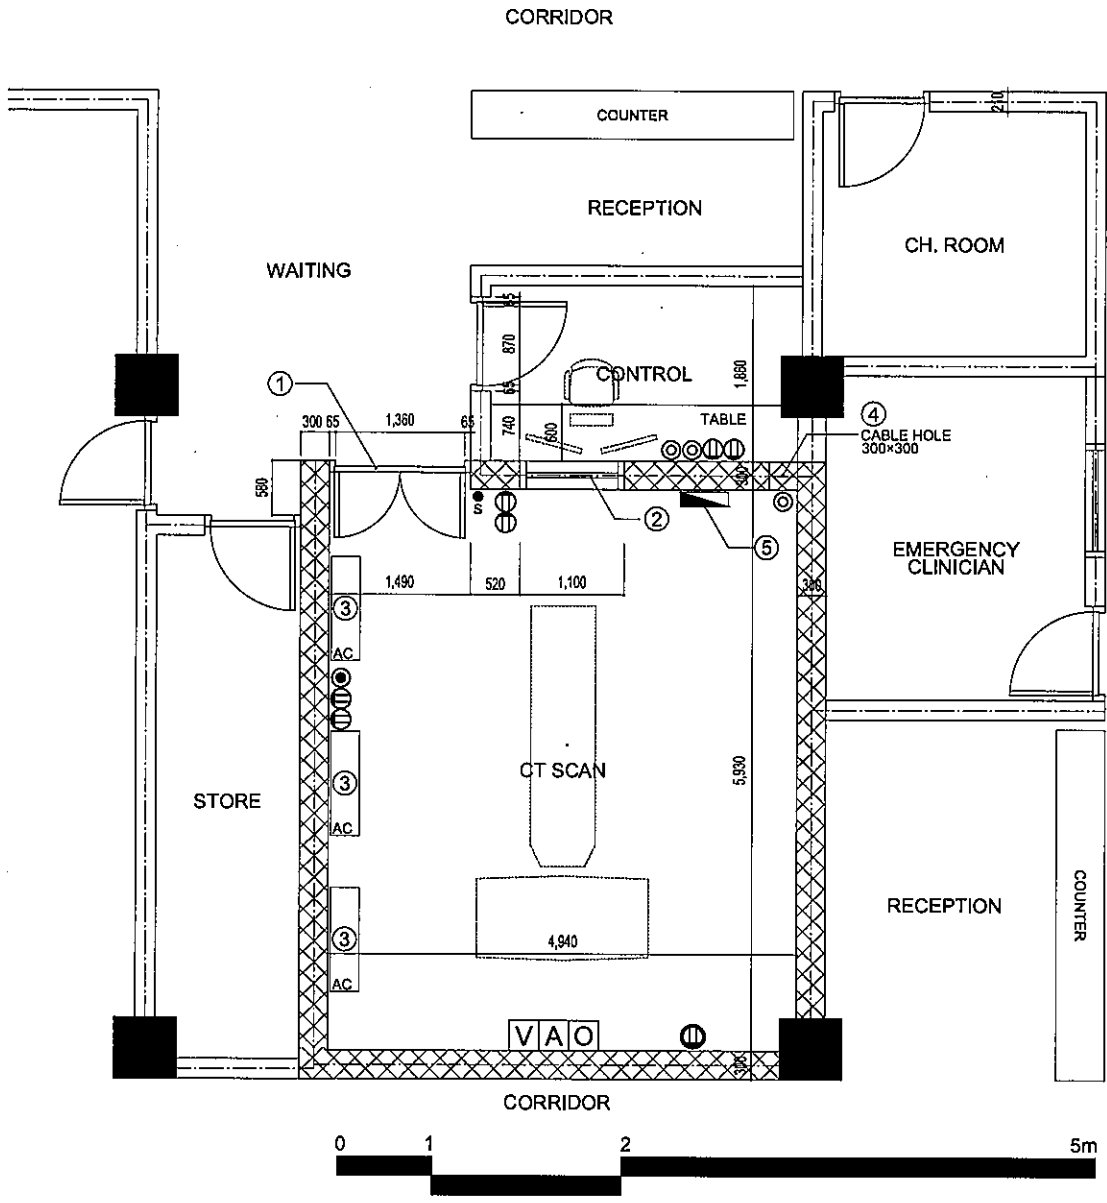 CORRIDOR
COUNTER
210
RECEPTION
CH. ROOM
WAITING
65
870
1,860
CONTROL
1
65
4
300 65
1,360
65
740
600
TABLE
CABLE HOLE
300×300
580
300
S
2
5
EMERGENCY
CLINICIAN
1,490
520
1,100
300
3
AC
CT SCAN
5,930
STORE
3
AC
RECEPTION
COUNTER
3
4,940
AC
V A O
300
CORRIDOR
0 1 2 5m